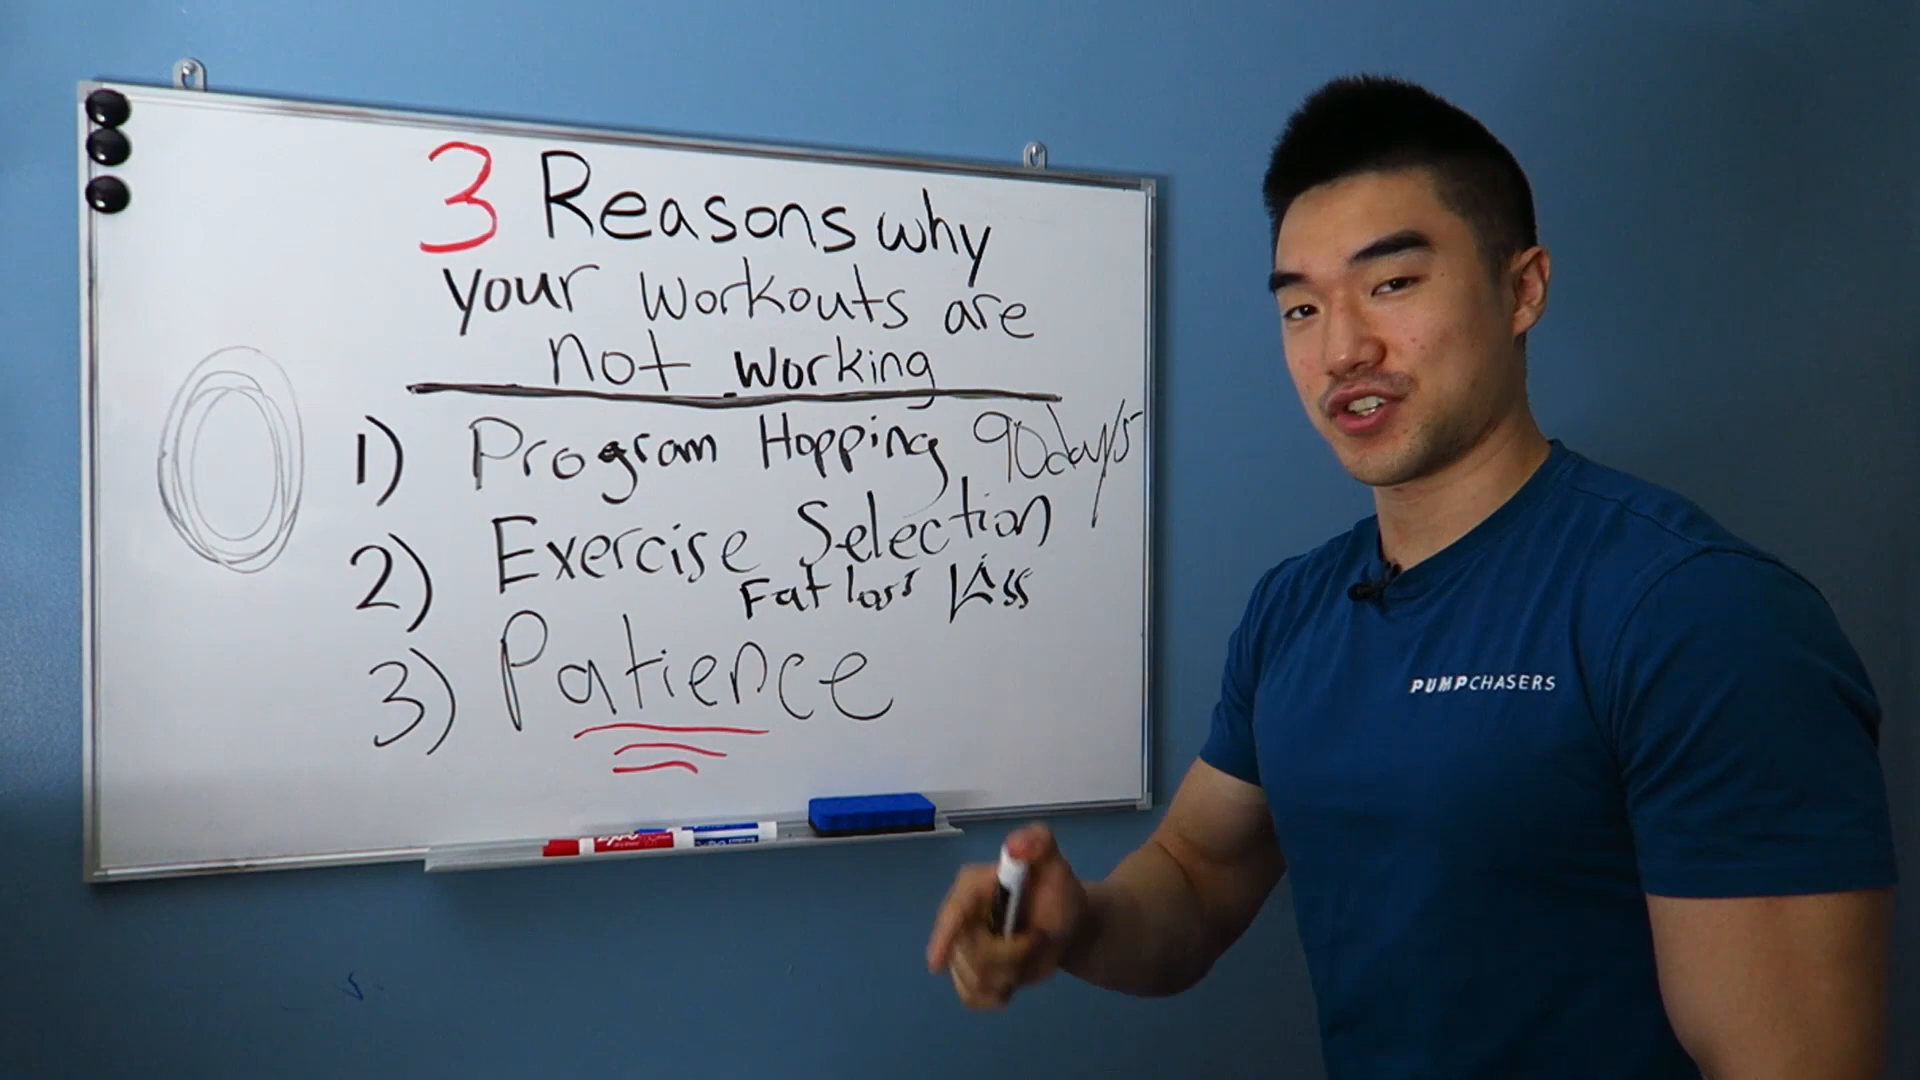 3 Reasons why
your workouts are
not working
1) Program Hopping 90days
2) Exercise Selection
Fat loss
3) Patience
PUMPCHASERS
Expo